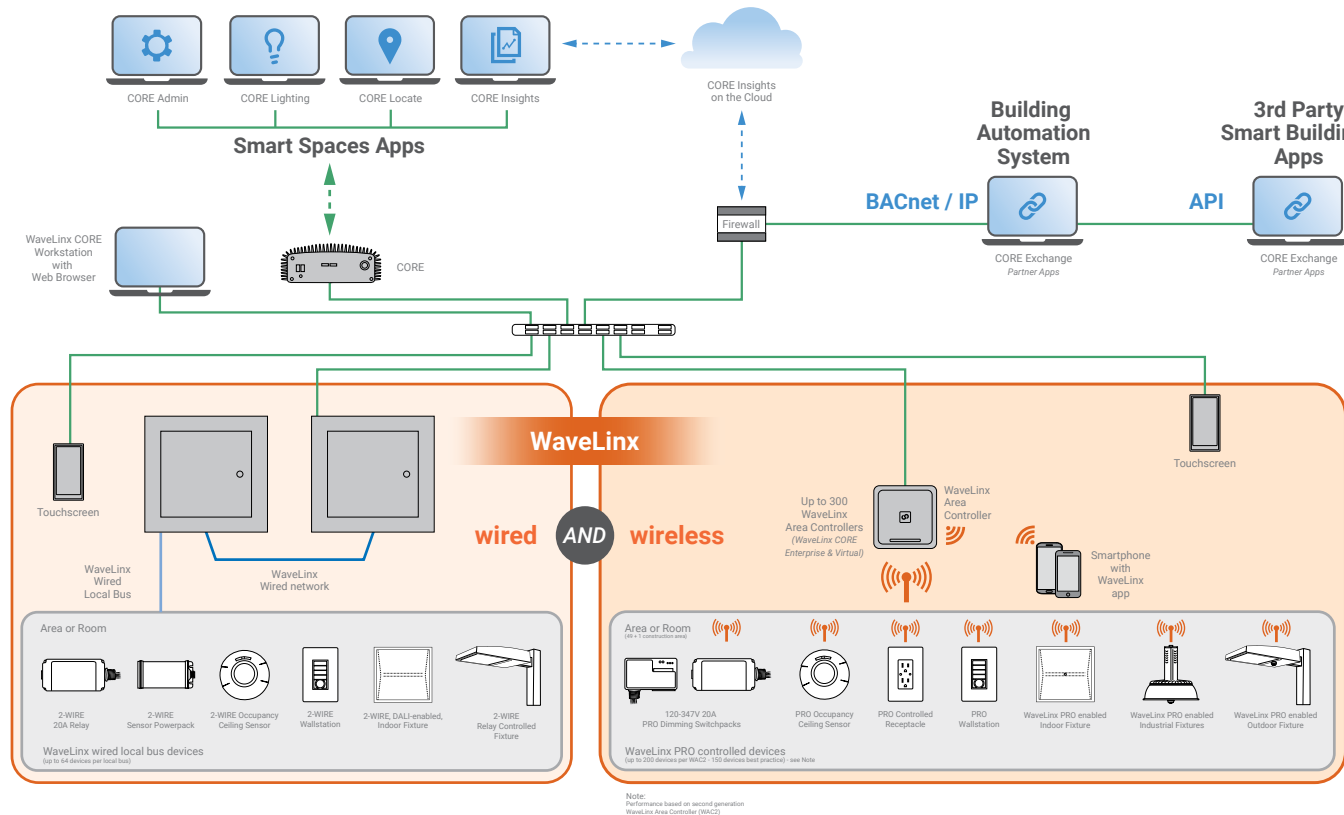 CORE Admin
CORE Lighting
CORE Locate
CORE Insights
CORE Insights
on the Cloud
Smart Spaces Apps
Building
Automation
System
3rd Party
Smart Buildin
Apps
BACnet / IP
API
Firewall
CORE Exchange
Partner Apps
CORE Exchange
Partner Apps
WaveLinx CORE
Workstation
with
Web Browser
CORE
WaveLinx
wired
AND
wireless
Touchscreen
WaveLinx
Wired
Local Bus
WaveLinx
Wired network
Up to 300
WaveLinx
Area Controllers
(WaveLinx CORE
Enterprise & Virtual)
WaveLinx
Area
Controller
Smartphone
with
WaveLinx
app
Touchscreen
Area or Room
2-WIRE
20A Relay
2-WIRE
Sensor Powerpack
2-WIRE Occupancy
Ceiling Sensor
2-WIRE
Wallstation
2-WIRE, DALI-enabled,
Indoor Fixture
2-WIRE
Relay Controlled
Fixture
WaveLinx wired local bus devices
(up to 64 devices per local bus)
Area or Room
(49 + 1 construction area)
120-347V 20A
PRO Dimming Switchpacks
PRO Occupancy
Ceiling Sensor
PRO Controlled
Receptacle
PRO
Wallstation
WaveLinx PRO enabled
Indoor Fixture
WaveLinx PRO enabled
Industrial Fixtures
WaveLinx PRO enabled
Outdoor Fixture
WaveLinx PRO controlled devices
(up to 200 devices per WAC2 - 150 devices best practice) - see Note
Note:
Performance based on second generation
WaveLinx Area Controller (WAC2)